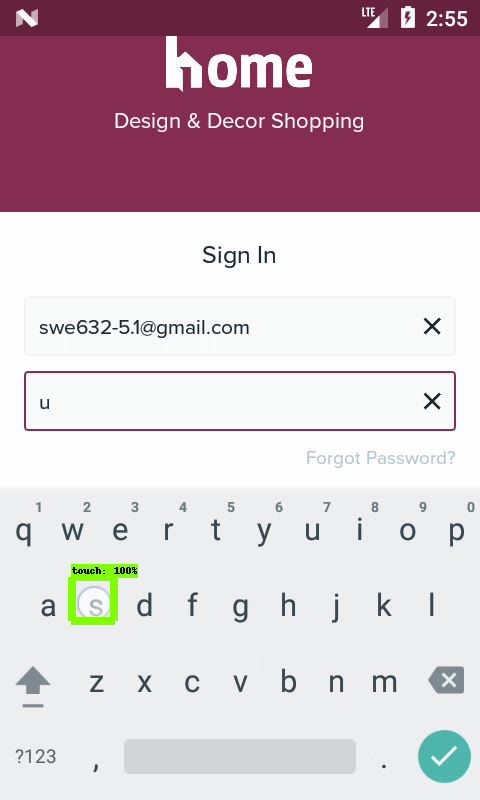 LTE 2:55
home
Design & Decor Shopping
Sign In
swe632-5.1@gmail.com
u
Forgot Password?
1 2 3 4 5 6 7 8 9 0
q w e r t y u i o p
touch: 100%
a s d f g h j k l
z x c v b n m
?123 , .